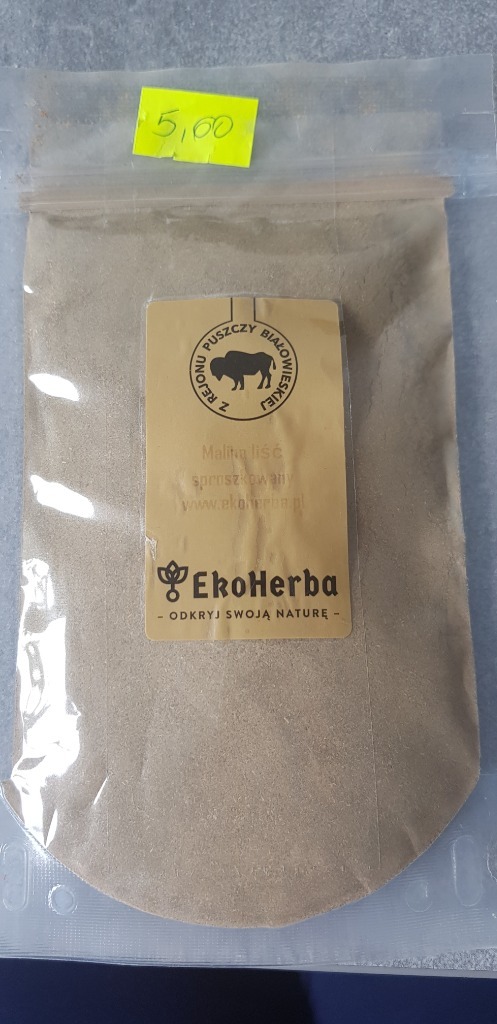 5,00
Z REJONU PUSZCZY BIAŁOWIESKIEJ
Malina liść
sproszkowany
www.ekoherba.pl
EkoHerba
- ODKRYJ SWOJĄ NATURĘ -